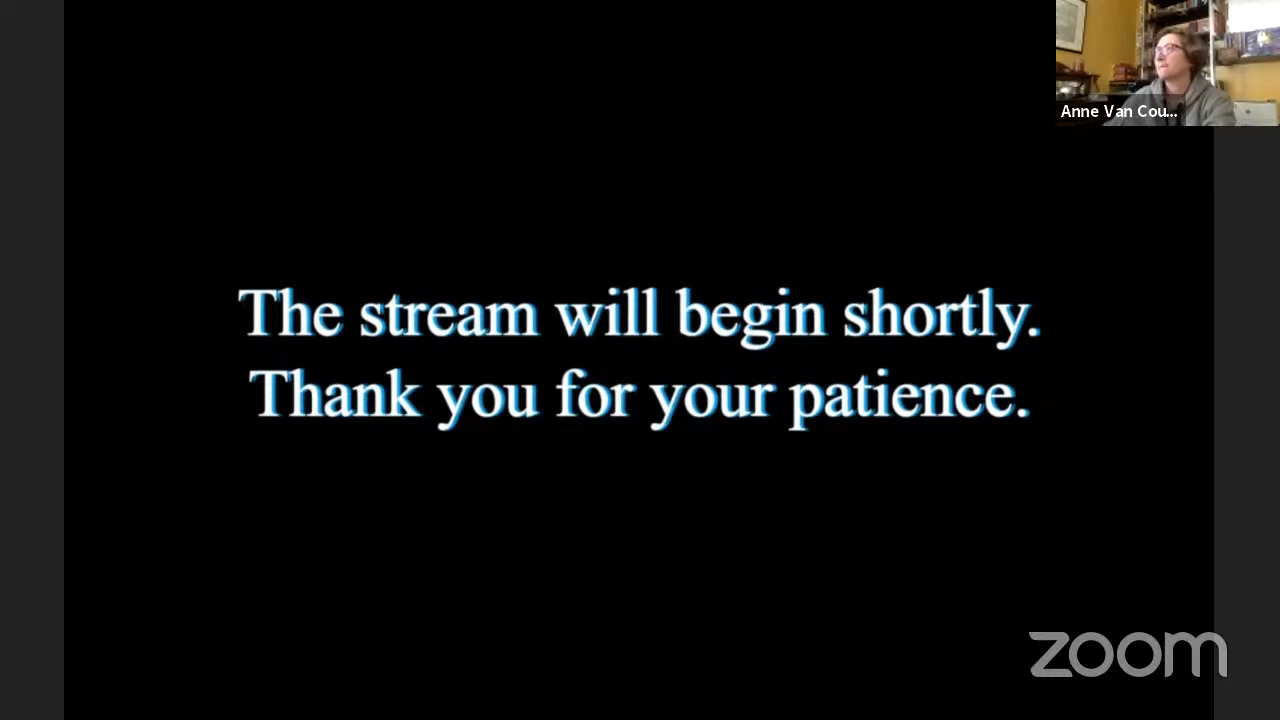 Anne Van Cou...
The stream will begin shortly.
Thank you for your patience.
zoom